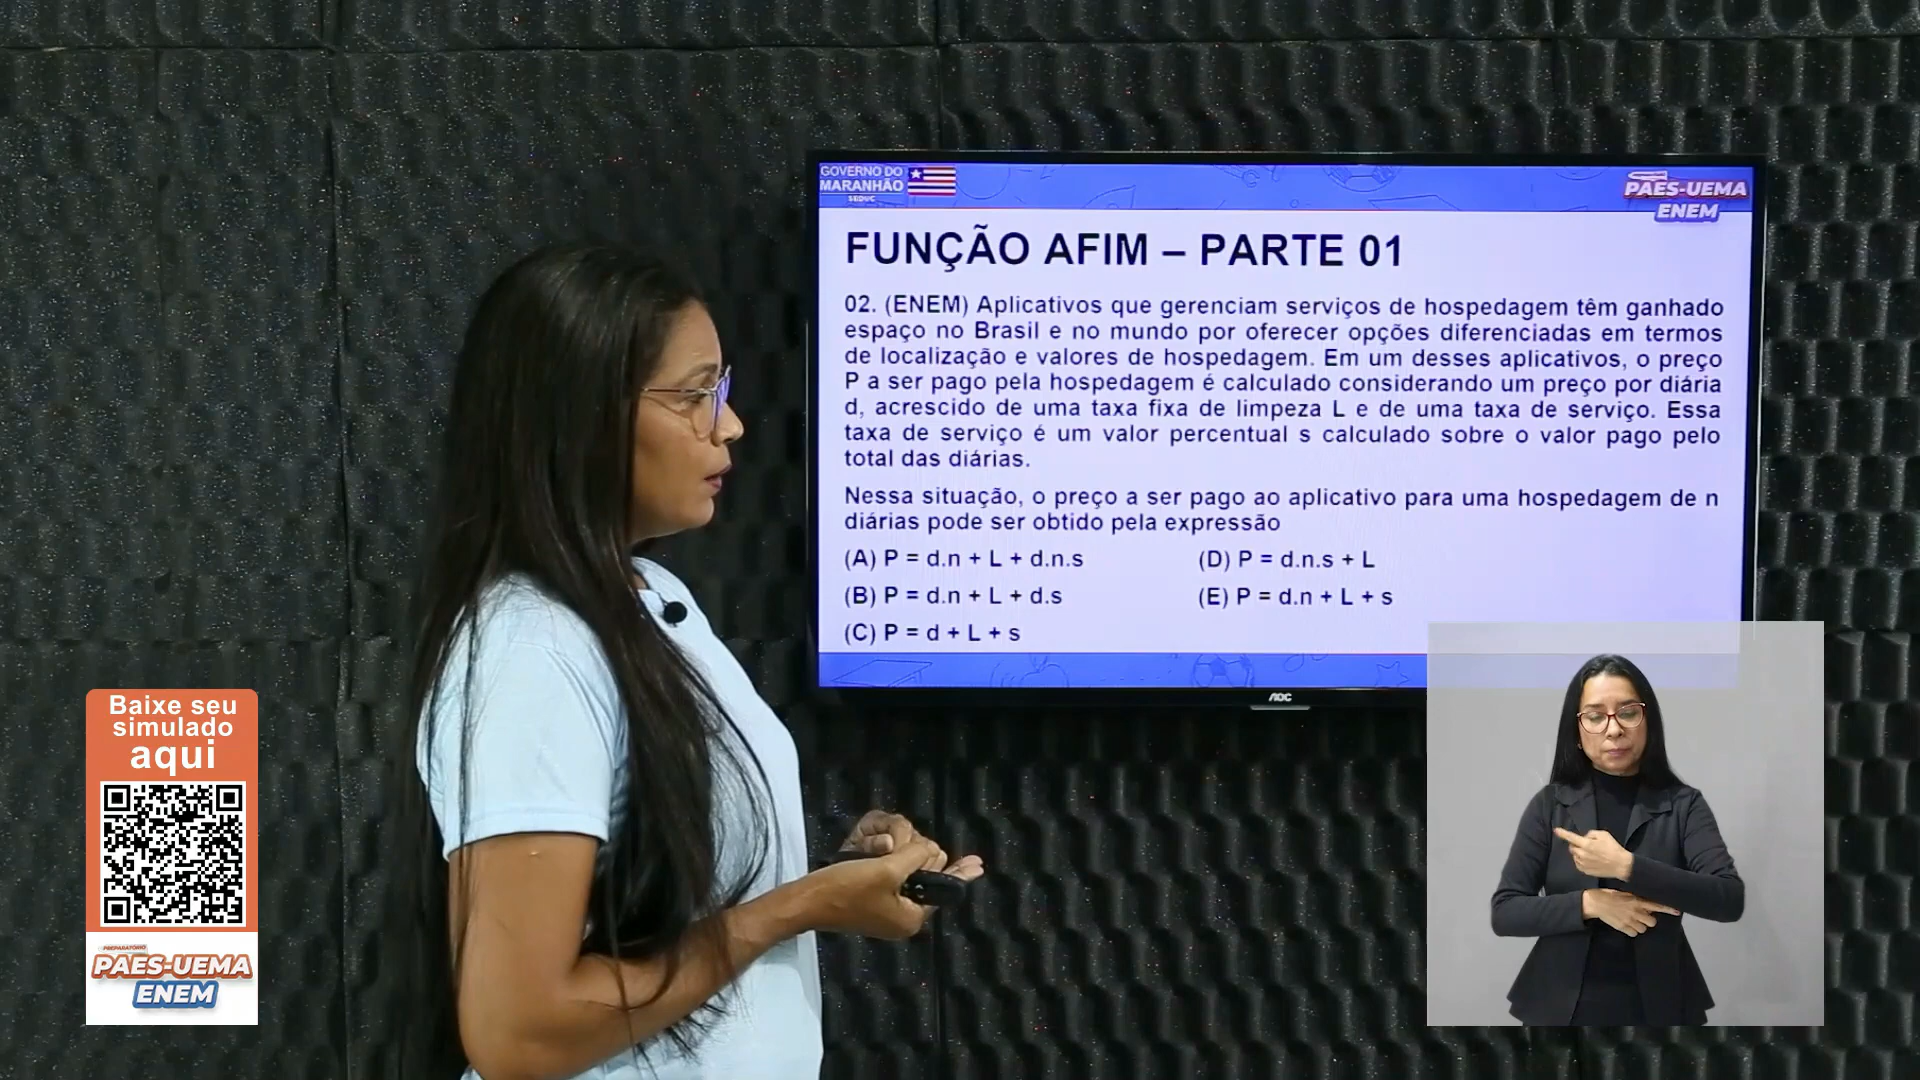 GOVERNO DO
MARANHÃO
SEDUC
PAES-UEMA
ENEM
FUNÇÃO AFIM – PARTE 01
02. (ENEM) Aplicativos que gerenciam serviços de hospedagem têm ganhado
espaço no Brasil e no mundo por oferecer opções diferenciadas em termos
de localização e valores de hospedagem. Em um desses aplicativos, o preço
P a ser pago pela hospedagem é calculado considerando um preço por diária
d, acrescido de uma taxa fixa de limpeza L e de uma taxa de serviço. Essa
taxa de serviço é um valor percentual s calculado sobre o valor pago pelo
total das diárias.
Nessa situação, o preço a ser pago ao aplicativo para uma hospedagem de n
diárias pode ser obtido pela expressão
(A) P = d.n + L + d.n.s
(B) P = d.n + L + d.s
(C) P = d + L + s
(D) P = d.n.s + L
(E) P = d.n + L + s
AOC
Baixe seu
simulado
aqui
PREPARATÓRIO
PAES-UEMA
ENEM